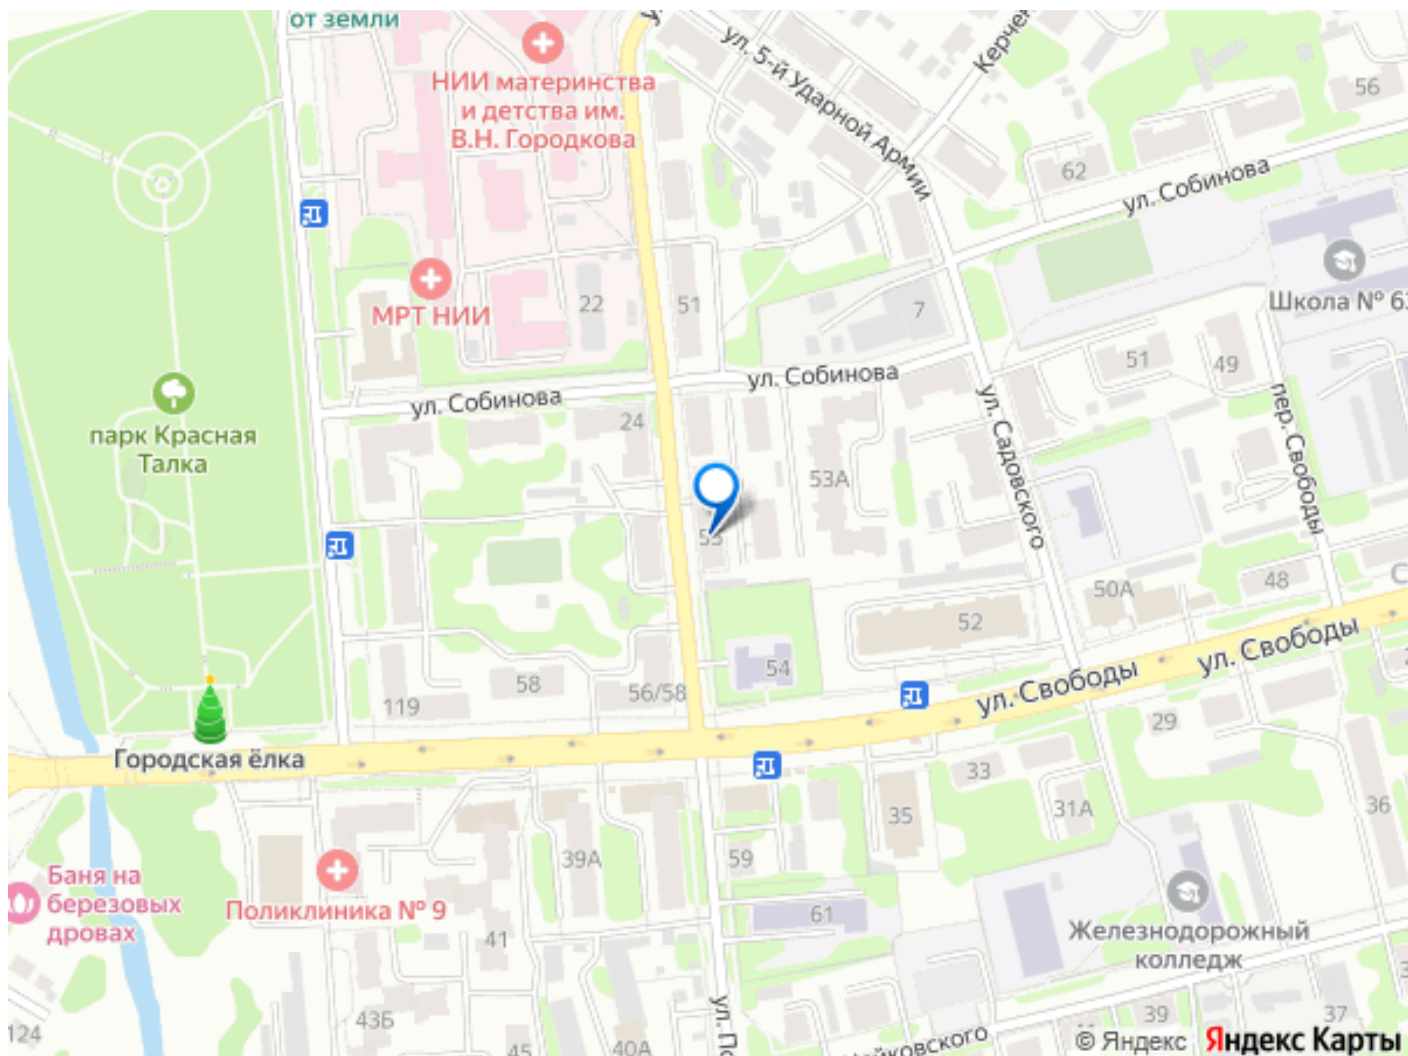 от земли
НИИ материнства
и детства им.
В.Н. Городкова
ул. 5-й Ударной Армии
56
62
ул. Собинова
МРТ НИИ
22
51
7
Школа № 63
ул. Собинова
ул. Собинова
51
49
24
парк Красная
Талка
53А
ул. Садовского
пер. Свободы
55
50А
48
52
54
ул. Свободы
ул. Свободы
58
56/58
119
29
Городская ёлка
33
31А
36
35
39А
59
Баня на
березовых
дровах
Поликлиника № 9
61
41
Железнодорожный
колледж
43Б
124
45
40А
39
37
© Яндекс Яндекс Карты